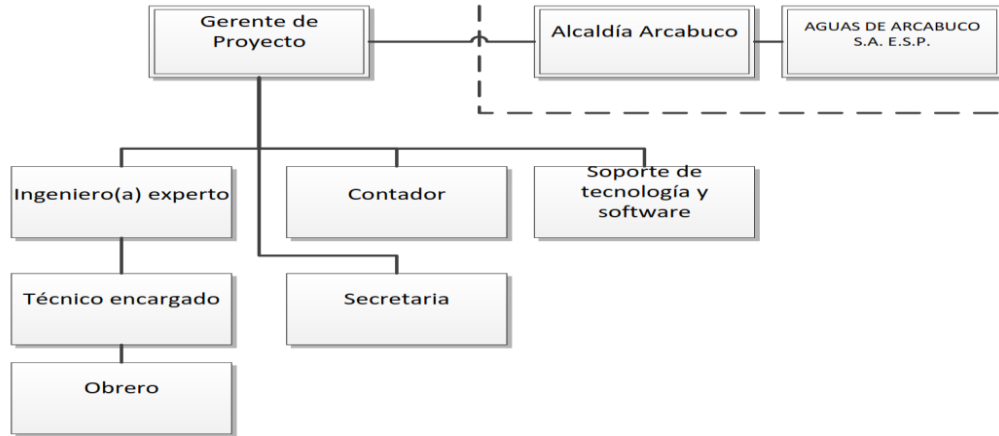 Gerente de
Proyecto
Alcaldía Arcabuco
AGUAS DE ARCABUCO
S.A. E.S.P.
Ingeniero(a) experto
Contador
Soporte de
tecnología y
software
Técnico encargado
Secretaria
Obrero